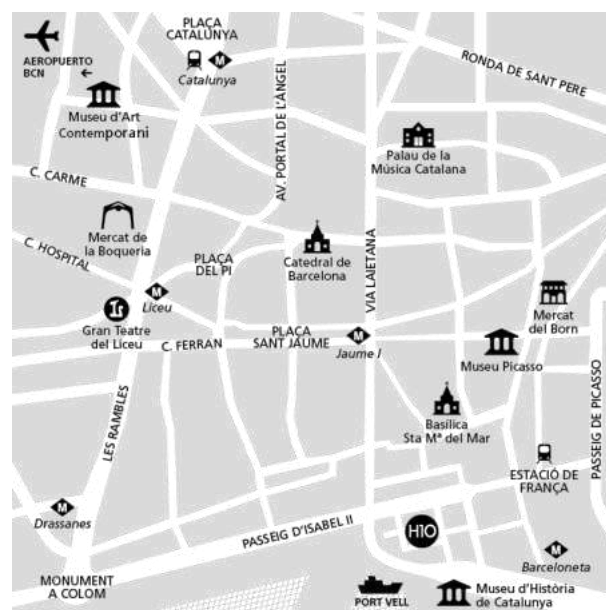 PLAÇA
CATALUNYA
M
Catalunya
AEROPUERTO
BCN
RONDA DE SANT PERE
Museu d'Art
Contemporani
AV. PORTAL DE L'ÀNGEL
Palau de la
Música Catalana
C. CARME
Mercat de
la Boqueria
C. HOSPITAL
PLAÇA
DEL PI
Catedral de
Barcelona
VIA LAIETANA
M
Liceu
Gran Teatre
del Liceu
C. FERRAN
PLAÇA
SANT JAUME
M
Jaume I
Mercat
del Born
Museu Picasso
PASSEIG DE PICASSO
LES RAMBLES
Basílica
Sta Mª del Mar
ESTACIÓ DE
FRANÇA
M
Drassanes
PASSEIG D'ISABEL II
H10
M
Barceloneta
MONUMENT
A COLOM
PORT VELL
Museu d'Història
de Catalunya